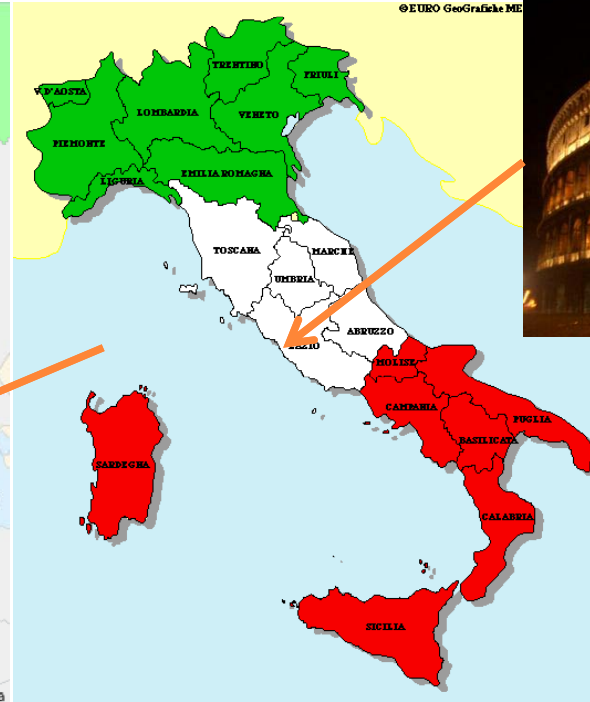 ©EURO GeoGrafiche ME
TRENTINO
FRIULI
V.D'AOSTA
LOMBARDIA
VENETO
PIEMONTE
EMILIA ROMAGNA
LIGURIA
TOSCANA
MARCHE
UMBRIA
ABRUZZO
LAZIO
MOLISE
CAMPANIA
PUGLIA
BASILICATA
SARDEGNA
CALABRIA
SICILIA